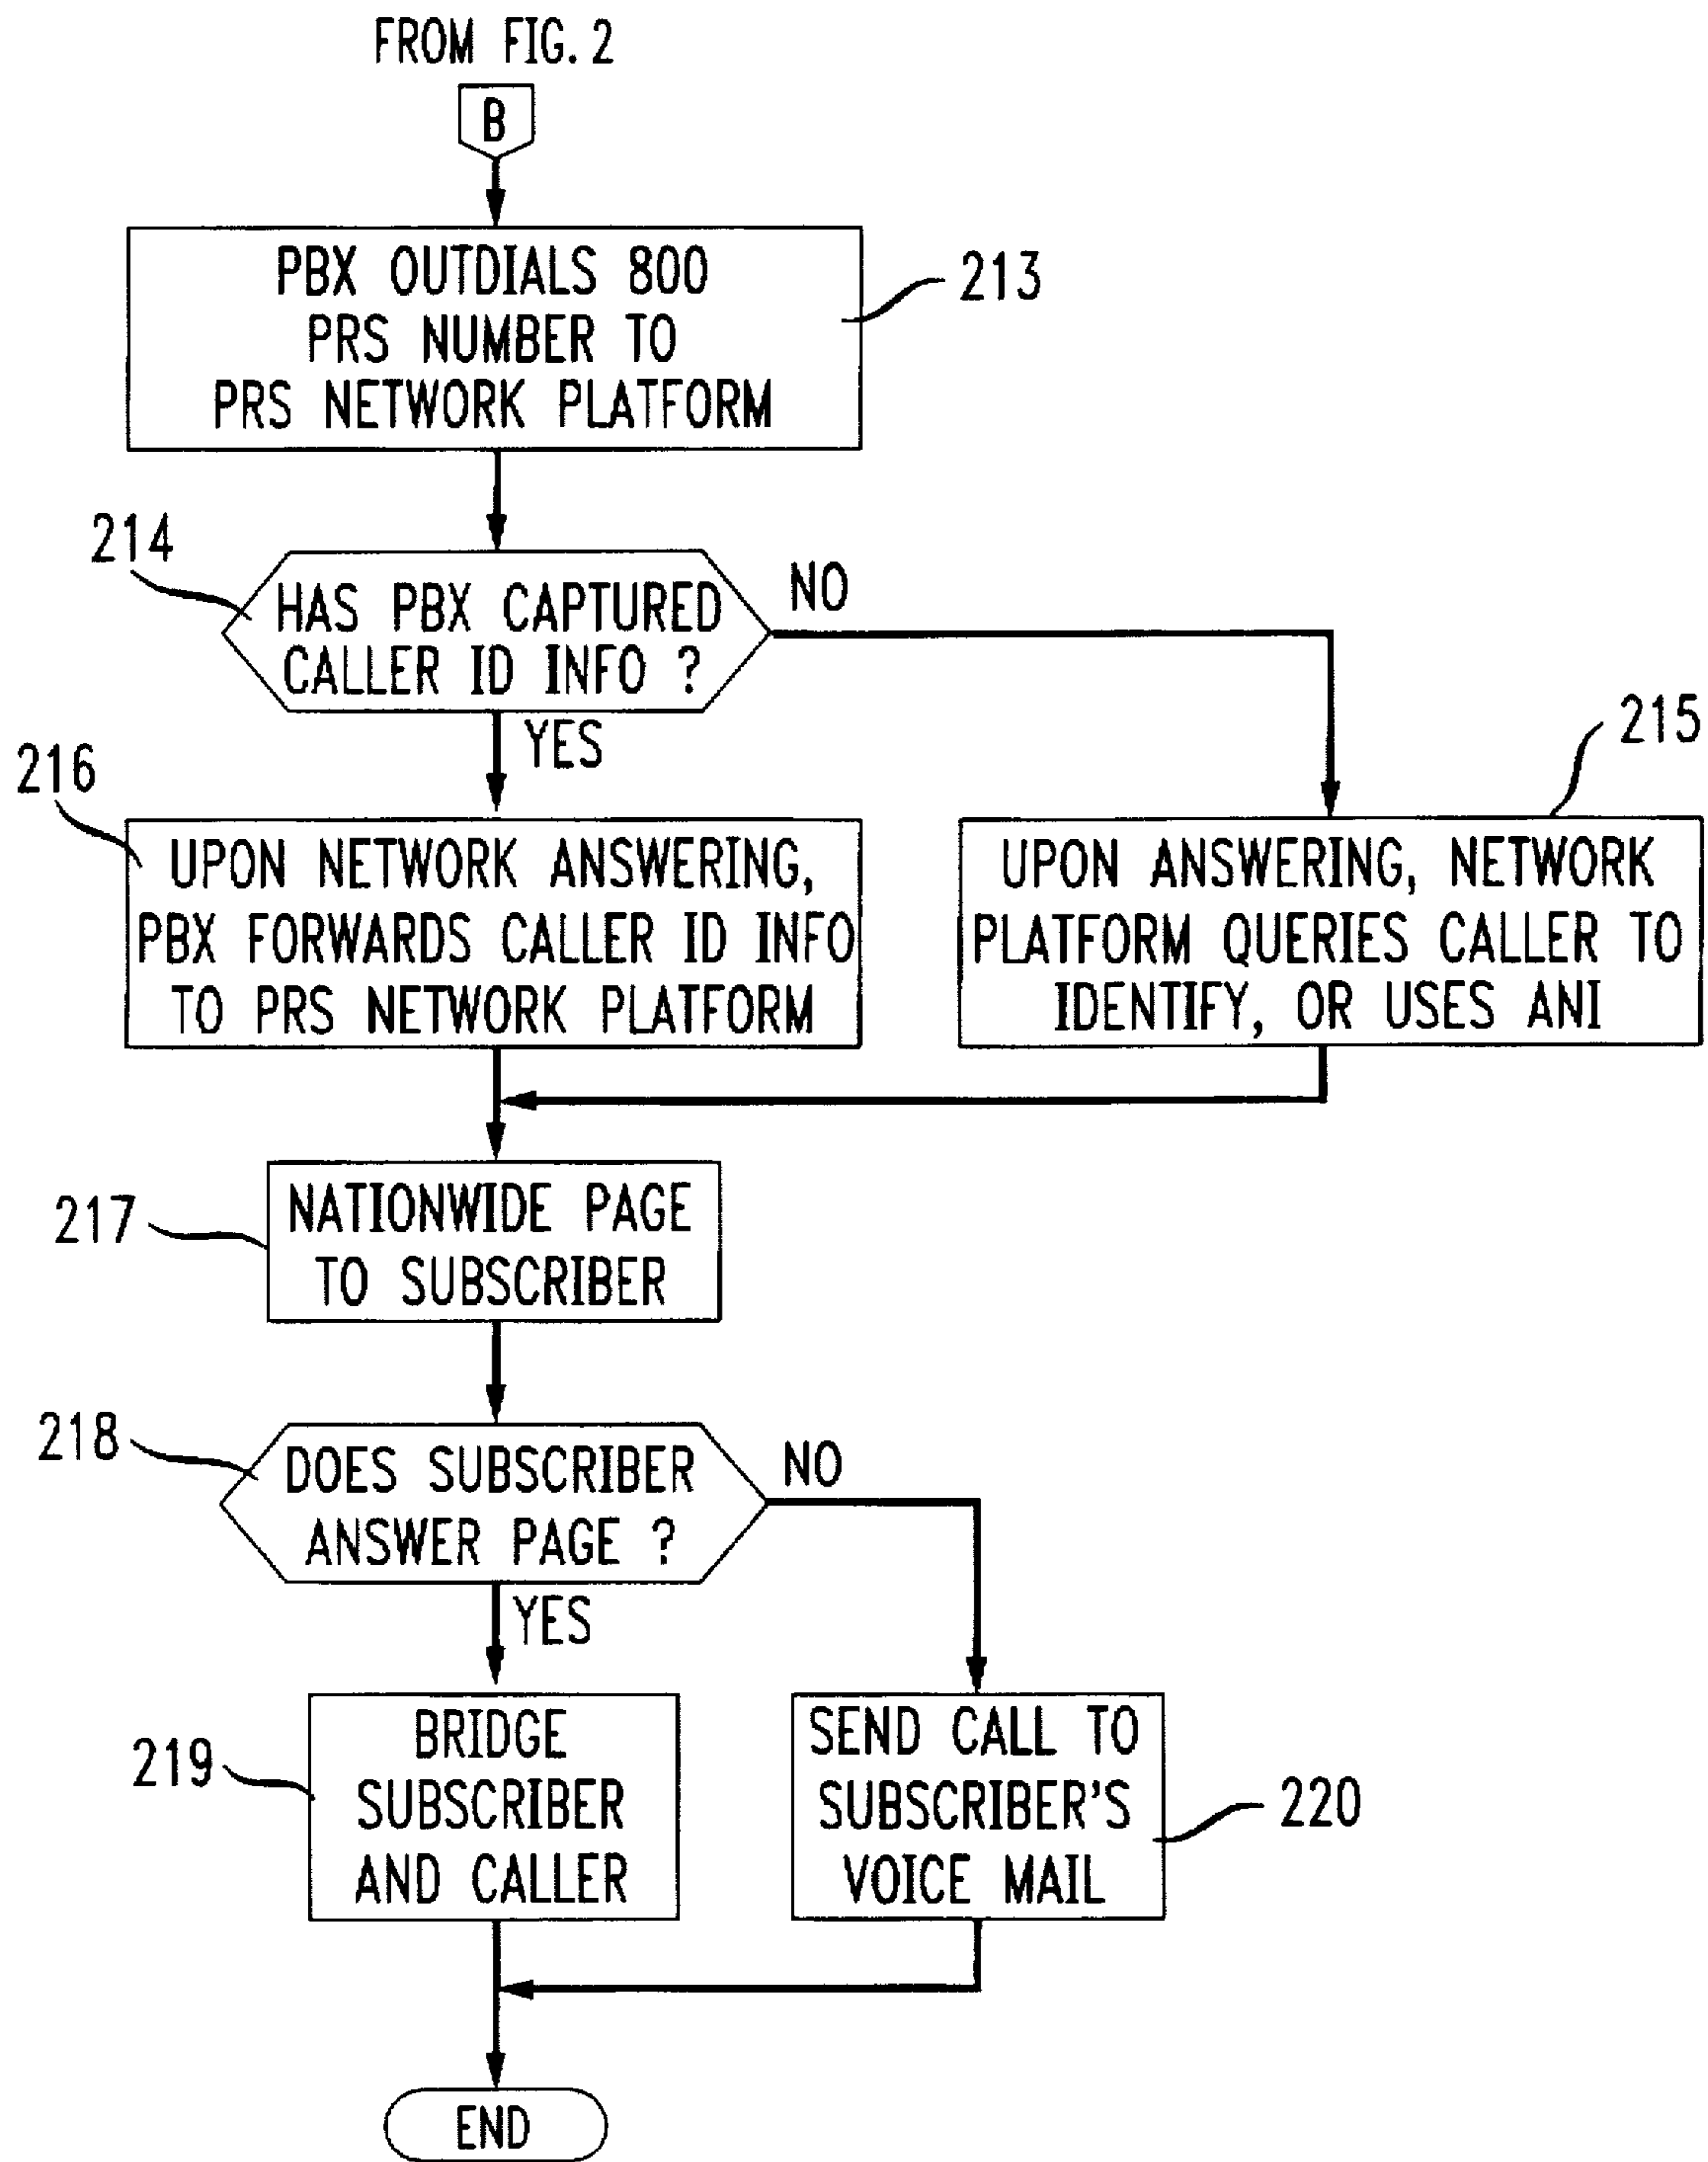 FROM FIG. 2
B
PBX OUTDIALS 800
PRS NUMBER TO
PRS NETWORK PLATFORM
213
214
HAS PBX CAPTURED
CALLER ID INFO ?
NO
YES
216
UPON NETWORK ANSWERING,
PBX FORWARDS CALLER ID INFO
TO PRS NETWORK PLATFORM
215
UPON ANSWERING, NETWORK
PLATFORM QUERIES CALLER TO
IDENTIFY, OR USES ANI
217
NATIONWIDE PAGE
TO SUBSCRIBER
218
DOES SUBSCRIBER
ANSWER PAGE ?
NO
YES
219
BRIDGE
SUBSCRIBER
AND CALLER
SEND CALL TO
SUBSCRIBER'S
VOICE MAIL
220
END